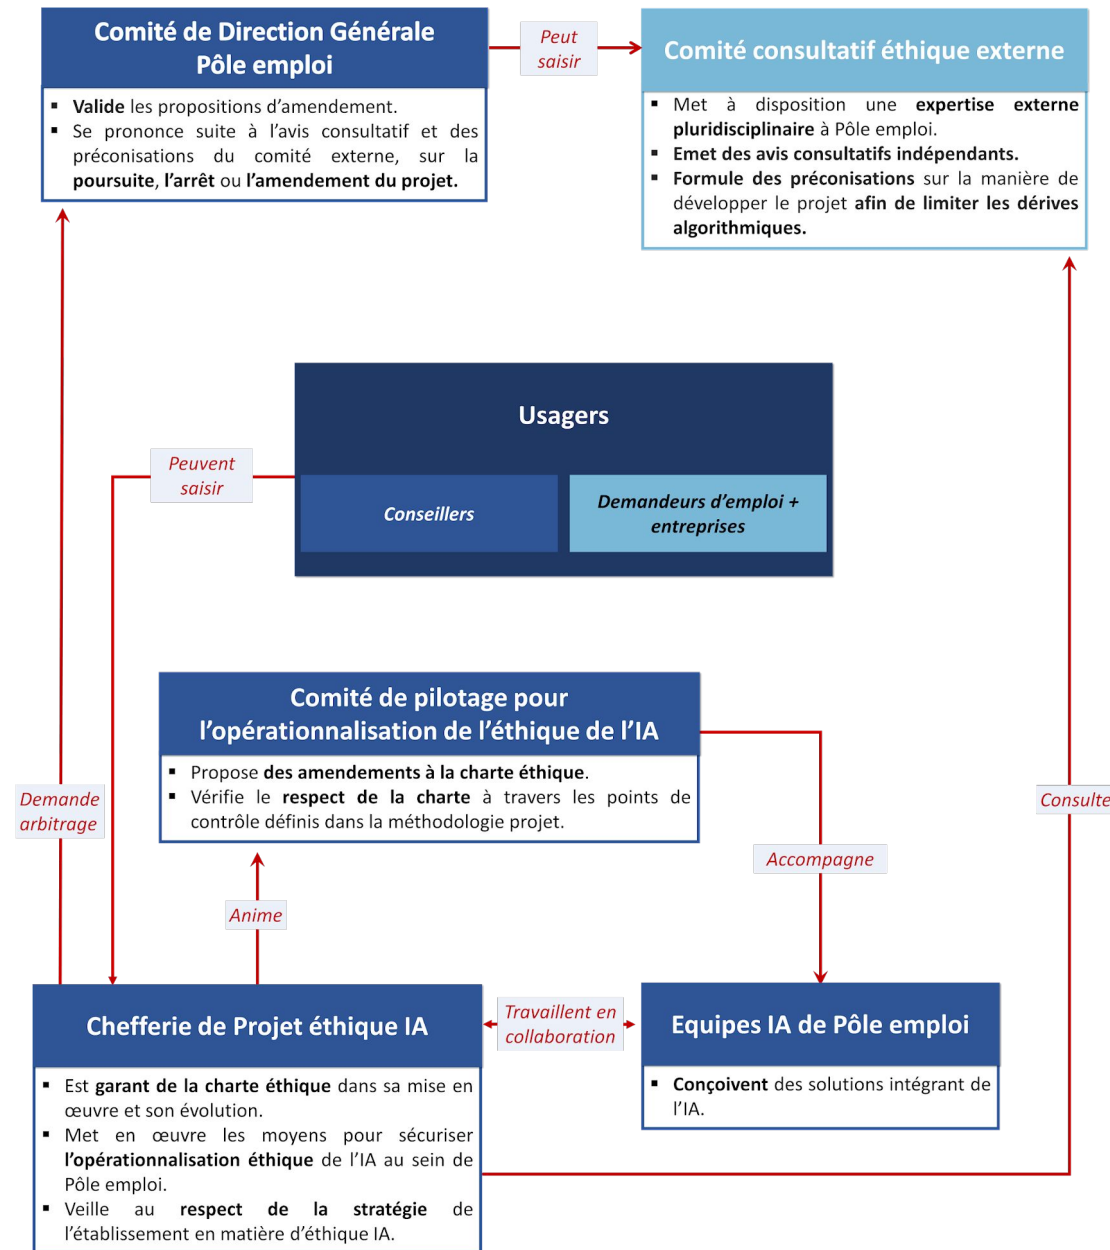 Comité de Direction Générale
Pôle emploi
▪ Valide les propositions d’amendement.
▪ Se prononce suite à l’avis consultatif et des
préconisations du comité externe, sur la
poursuite, l’arrêt ou l’amendement du projet.
Peut
saisir
Comité consultatif éthique externe
▪ Met à disposition une expertise externe
pluridisciplinaire à Pôle emploi.
▪ Emet des avis consultatifs indépendants.
▪ Formule des préconisations sur la manière de
développer le projet afin de limiter les dérives
algorithmiques.
Usagers
Conseillers
Demandeurs d’emploi +
entreprises
Peuvent
saisir
Comité de pilotage pour
l’opérationnalisation de l’éthique de l’IA
▪ Propose des amendements à la charte éthique.
▪ Vérifie le respect de la charte à travers les points de
contrôle définis dans la méthodologie projet.
Demande
arbitrage
Consulte
Accompagne
Anime
Chefferie de Projet éthique IA
▪ Est garant de la charte éthique dans sa mise en
œuvre et son évolution.
▪ Met en œuvre les moyens pour sécuriser
l’opérationnalisation éthique de l’IA au sein de
Pôle emploi.
▪ Veille au respect de la stratégie de
l’établissement en matière d’éthique IA.
Travaillent en
collaboration
Equipes IA de Pôle emploi
▪ Conçoivent des solutions intégrant de
l’IA.